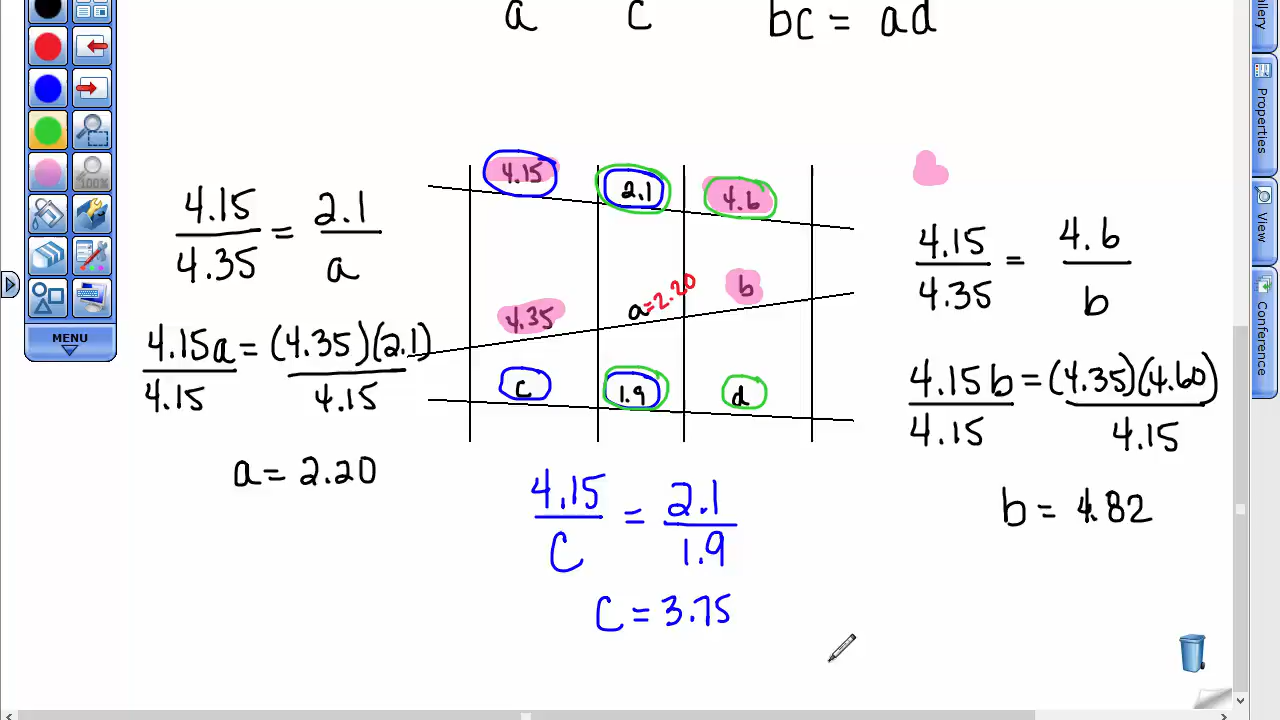 a c bc = ad
4.15 2.1 4.6
4.15/4.35 = 2.1/a
4.15/4.35 = 4.6/b
4.35 a=2.20 b
4.15a/4.15 = (4.35)(2.1)/4.15
c 1.9 d
4.15b/4.15 = (4.35)(4.60)/4.15
a = 2.20
4.15/C = 2.1/1.9
b = 4.82
C = 3.75
100%
MENU
Gallery
Properties
View
Conference